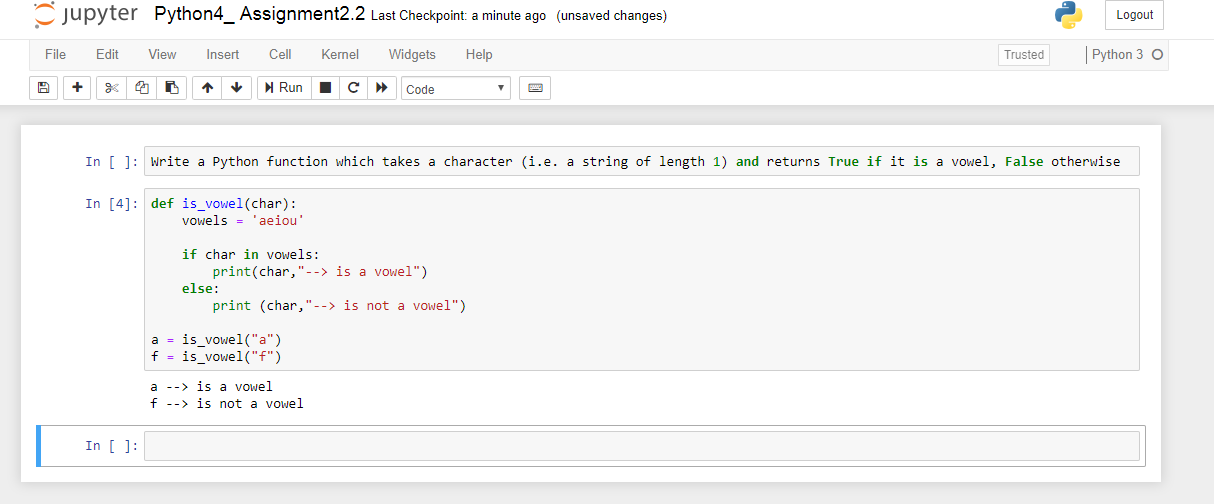 jupyter Python4_ Assignment2.2 Last Checkpoint: a minute ago (unsaved changes) Logout
File Edit View Insert Cell Kernel Widgets Help Trusted Python 3
Run Code
In [ ]: Write a Python function which takes a character (i.e. a string of length 1) and returns True if it is a vowel, False otherwise
In [4]: def is_vowel(char):
    vowels = 'aeiou'
    if char in vowels:
        print(char,"--> is a vowel")
    else:
        print (char,"--> is not a vowel")
a = is_vowel("a")
f = is_vowel("f")
a --> is a vowel
f --> is not a vowel
In [ ]: